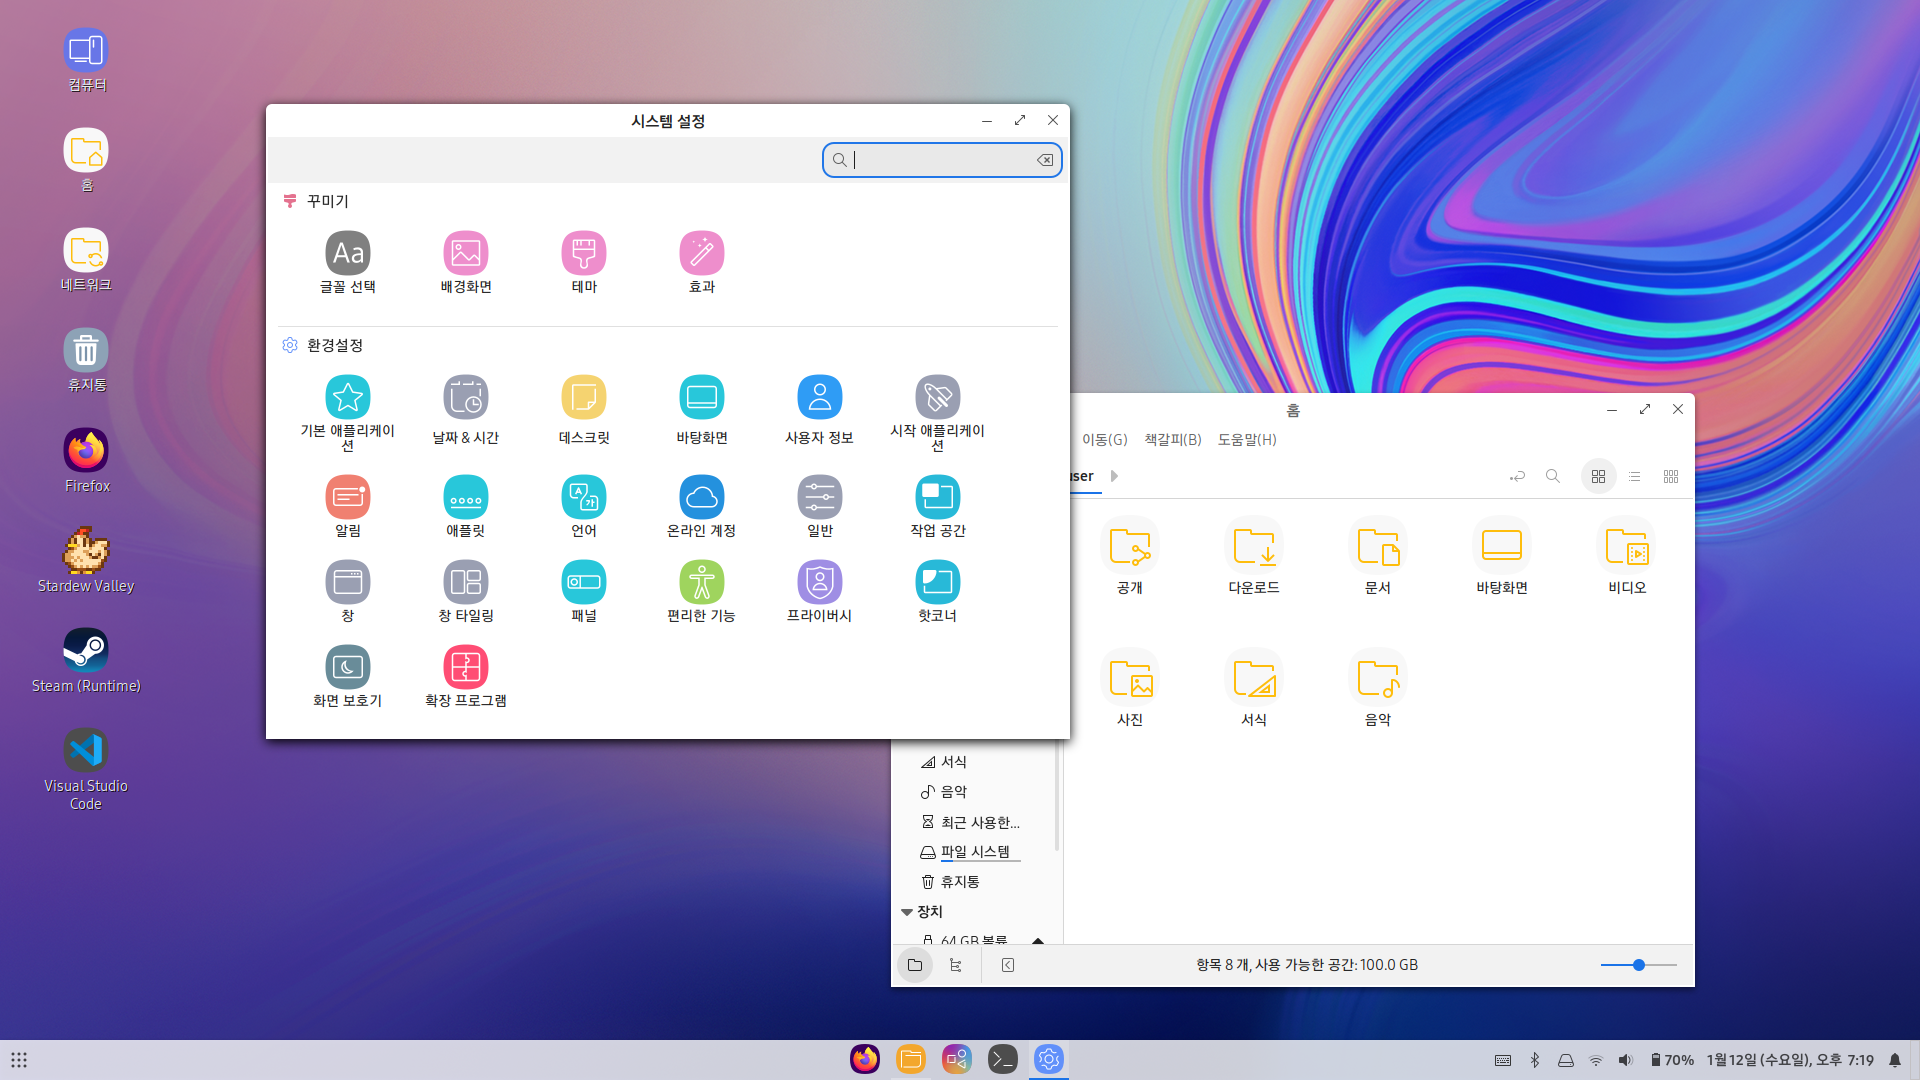 컴퓨터
홈
네트워크
휴지통
Firefox
Stardew Valley
Steam (Runtime)
Visual Studio
Code
시스템 설정
꾸미기
Aa
글꼴 선택
배경화면
테마
효과
환경설정
기본 애플리케이
션
날짜 & 시간
데스크릿
바탕화면
사용자 정보
시작 애플리케이
션
알림
애플릿
A
가
언어
온라인 계정
일반
작업 공간
창
창 타일링
패널
편리한 기능
프라이버시
핫코너
화면 보호기
확장 프로그램
홈
이동(G)
책갈피(B)
도움말(H)
user
공개
다운로드
문서
바탕화면
비디오
사진
서식
음악
서식
음악
최근 사용한...
파일 시스템
휴지통
장치
64 GB 볼륨
항목 8 개, 사용 가능한 공간: 100.0 GB
70%
1월 12일 (수요일), 오후 7:19